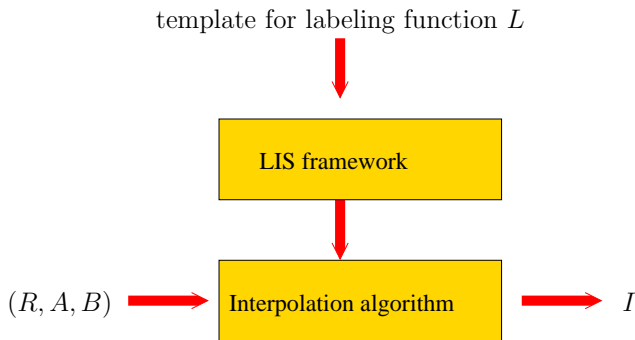 template for labeling function L
LIS framework
(R, A, B) Interpolation algorithm I